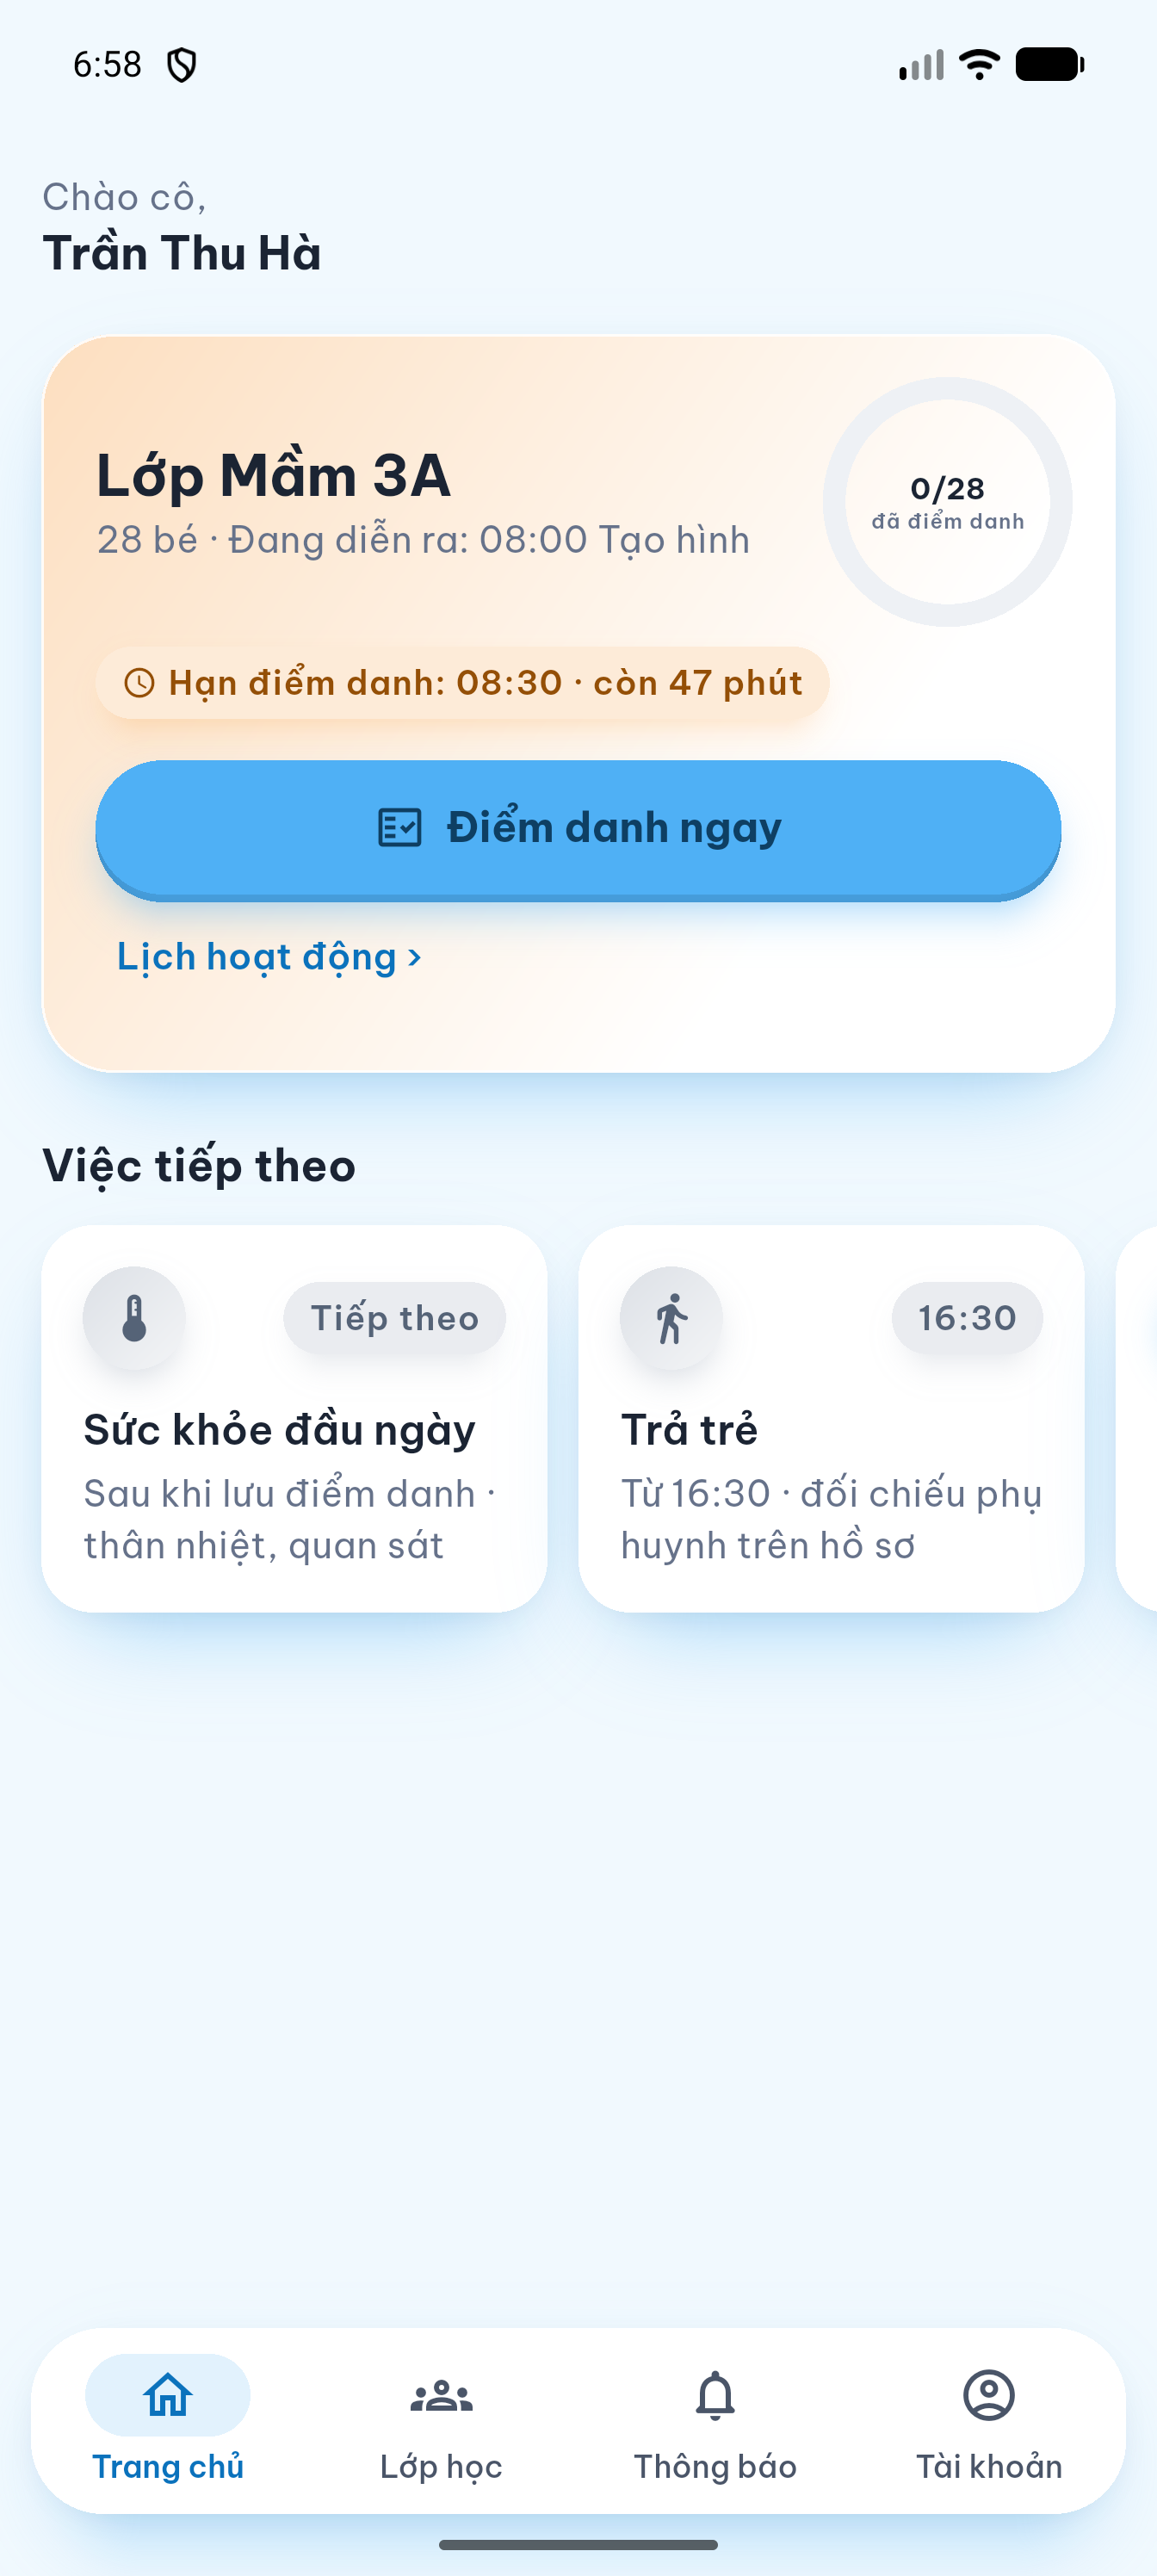 6:58
Chào cô,
Trần Thu Hà
Lớp Mầm 3A
28 bé · Đang diễn ra: 08:00 Tạo hình
0/28
đã điểm danh
Hạn điểm danh: 08:30 · còn 47 phút
Điểm danh ngay
Lịch hoạt động ›
Việc tiếp theo
Tiếp theo
Sức khỏe đầu ngày
Sau khi lưu điểm danh ·
thân nhiệt, quan sát
16:30
Trả trẻ
Từ 16:30 · đối chiếu phụ
huynh trên hồ sơ
Trang chủ
Lớp học
Thông báo
Tài khoản